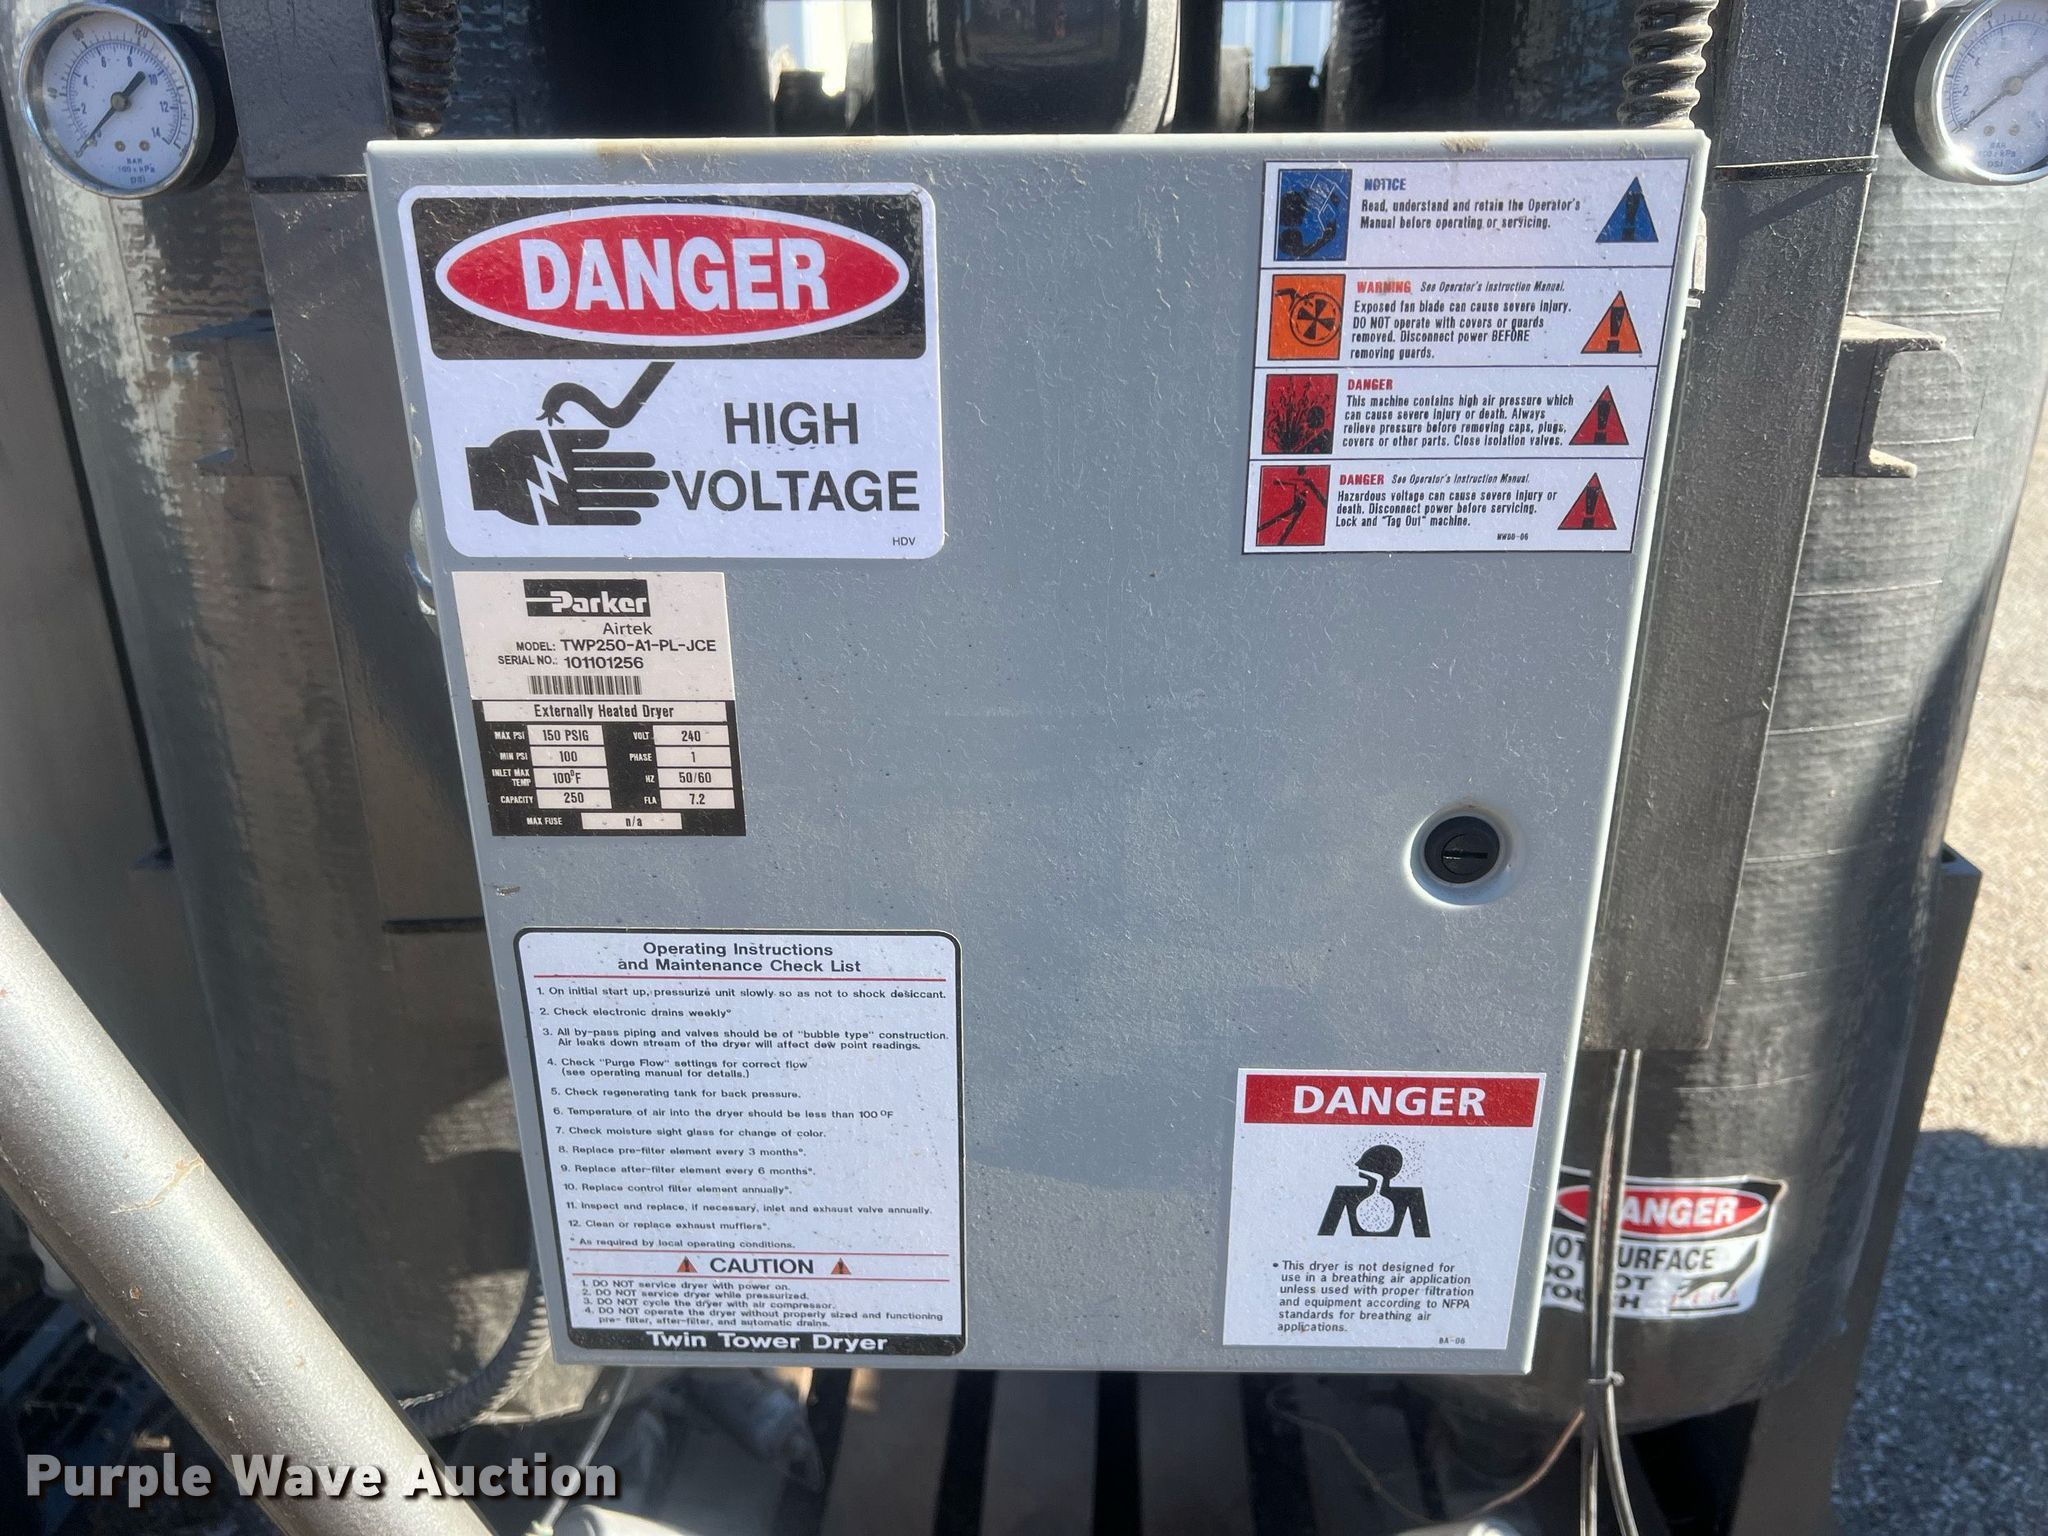 DANGER
HIGH
VOLTAGE
HDV
NOTICE
Read, understand and retain the Operator's
Manual before operating or servicing.
WARNING See Operator's Instruction Manual.
Exposed fan blade can cause severe injury.
DO NOT operate with covers or guards
removed. Disconnect power BEFORE
removing guards.
DANGER
This machine contains high air pressure which
can cause severe injury or death. Always
relieve pressure before removing caps, plugs,
covers or other parts. Close isolation valves.
DANGER See Operator's Instruction Manual.
Hazardous voltage can cause severe injury or
death. Disconnect power before servicing.
Lock and "Tag Out" machine.
Parker
Airtek
MODEL: TWP250-A1-PL-JCE
SERIAL NO.: 101101256
Externally Heated Dryer
MAX PSI 150 PSIG VOLT 240
MIN PSI 100 PHASE 1
INLET MAX TEMP 100°F HZ 50/60
CAPACITY 250 FLA 7.2
MAX FUSE n/a
Operating Instructions
and Maintenance Check List
1. On initial start up, pressurize unit slowly so as not to shock desiccant.
2. Check electronic drains weekly*
3. All by-pass piping and valves should be of "bubble type" construction.
Air leaks down stream of the dryer will affect dew point readings.
4. Check "Purge Flow" settings for correct flow
(see operating manual for details.)
5. Check regenerating tank for back pressure.
6. Temperature of air into the dryer should be less than 100 °F
7. Check moisture sight glass for change of color.
8. Replace pre-filter element every 3 months*.
9. Replace after-filter element every 6 months*.
10. Replace control filter element annually*.
11. Inspect and replace, if necessary, inlet and exhaust valve annually.
12. Clean or replace exhaust mufflers*.
* As required by local operating conditions.
CAUTION
1. DO NOT service dryer with power on.
2. DO NOT service dryer while pressurized.
3. DO NOT cycle the dryer with air compressor.
4. DO NOT operate the dryer without properly sized and functioning
pre- filter, after-filter, and automatic drains.
Twin Tower Dryer
DANGER
• This dryer is not designed for
use in a breathing air application
unless used with proper filtration
and equipment according to NFPA
standards for breathing air
applications.
BA-06
DANGER
HOT SURFACE
DO NOT
TOUCH
BAR
100 x kPa
PSI
Purple Wave Auction